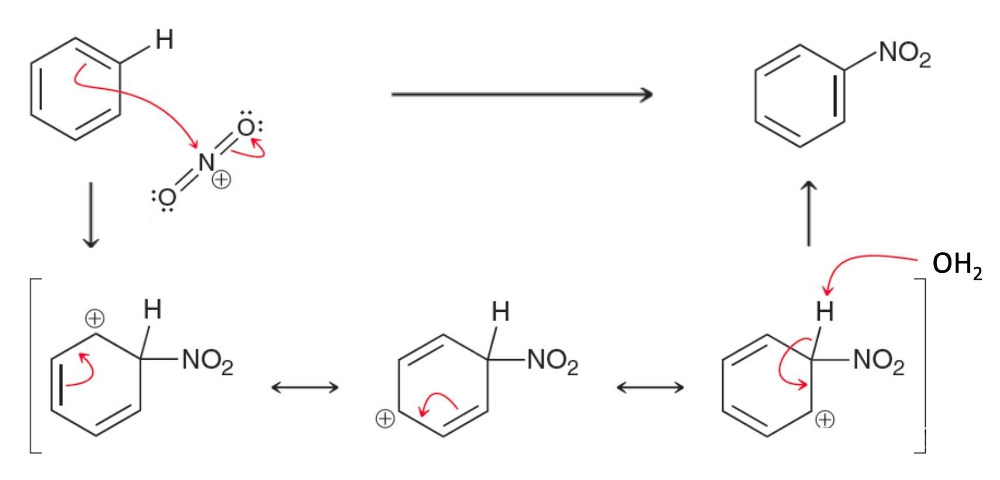 H
NO₂
Ö:
N
⊕
:O
OH₂
⊕
H
NO₂
H
NO₂
⊕
H
NO₂
⊕